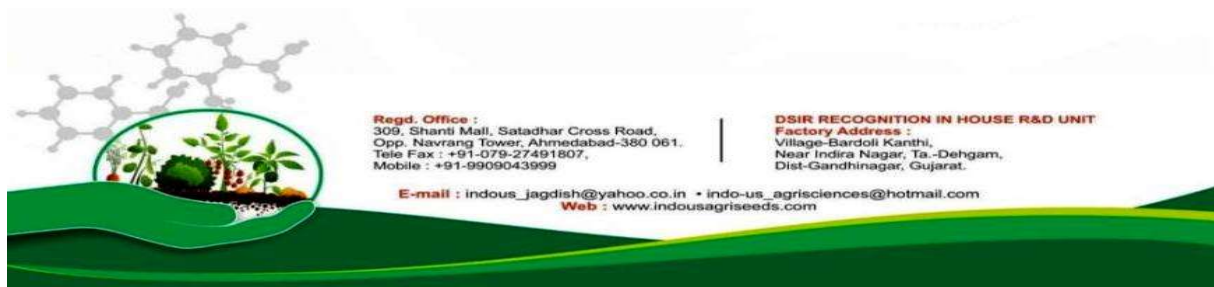 Regd. Office :
309, Shanti Mall, Satadhar Cross Road,
Opp. Navrang Tower, Ahmedabad-380 061.
Tele Fax : +91-079-27491807,
Mobile : +91-9909043999
DSIR RECOGNITION IN HOUSE R&D UNIT
Factory Address :
Village-Bardoli Kanthi,
Near Indira Nagar, Ta.-Dehgam,
Dist-Gandhinagar, Gujarat.
E-mail : indous_jagdish@yahoo.co.in • indo-us_agrisciences@hotmail.com
Web : www.indousagriseeds.com